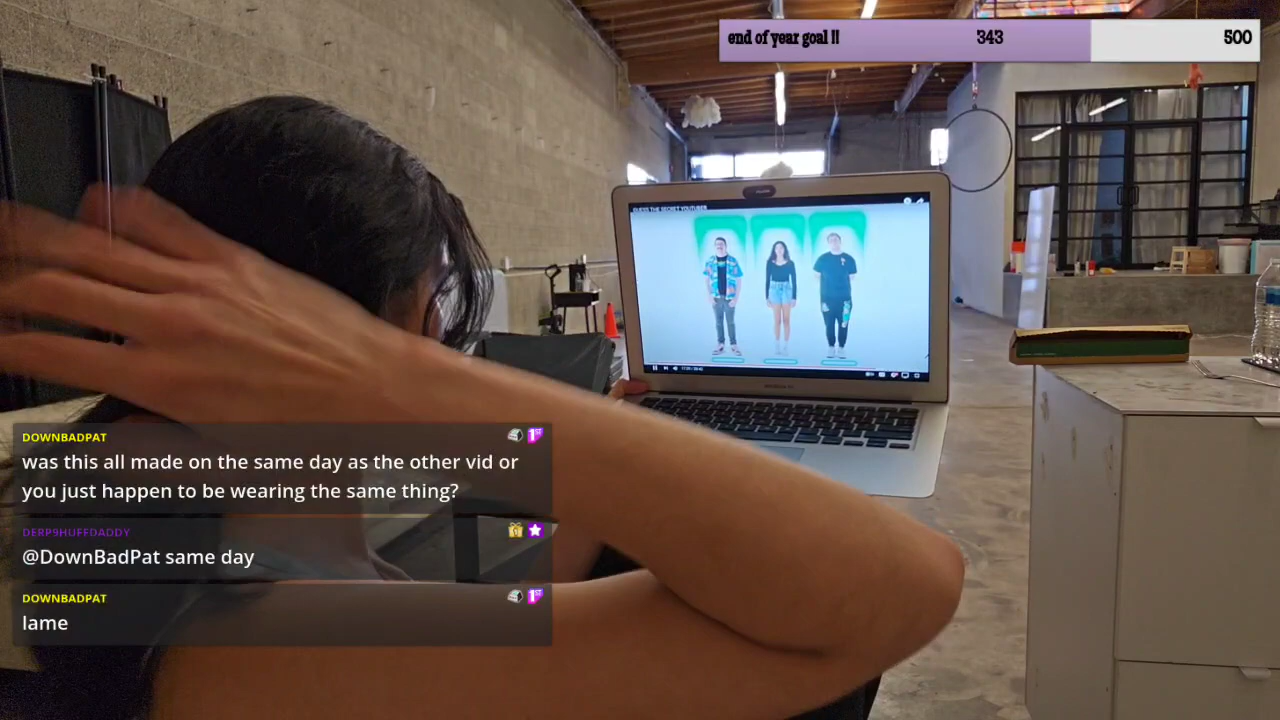 end of year goal !! 343 500
GUESS THE SECRET YOUTUBER
DOWNBADPAT
was this all made on the same day as the other vid or
you just happen to be wearing the same thing?
DERP9HUFFDADDY
@DownBadPat same day
DOWNBADPAT
lame